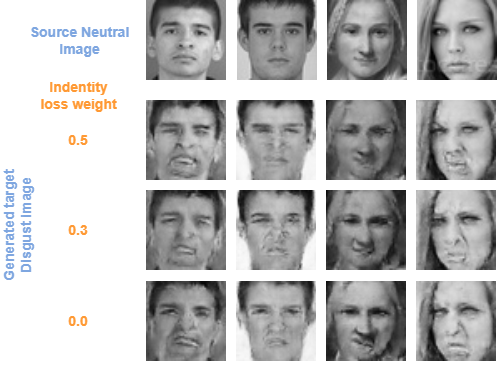 Source Neutral
Image
Indentity
loss weight
0.5
0.3
0.0
Generated target
Disgust Image